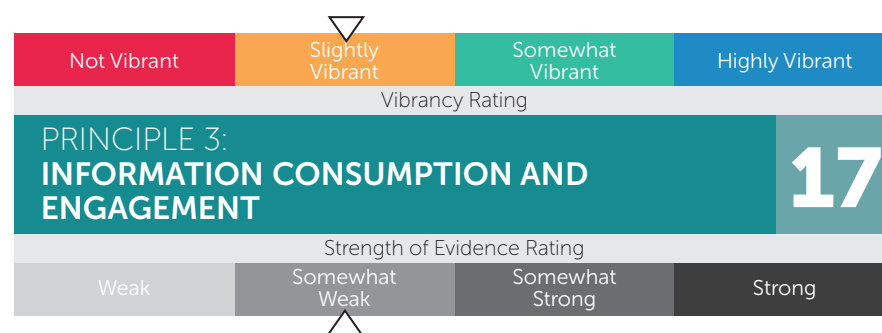 Not Vibrant
Slightly
Vibrant
Somewhat
Vibrant
Highly Vibrant
Vibrancy Rating
PRINCIPLE 3:
INFORMATION CONSUMPTION AND
ENGAGEMENT
17
Strength of Evidence Rating
Weak
Somewhat
Weak
Somewhat
Strong
Strong